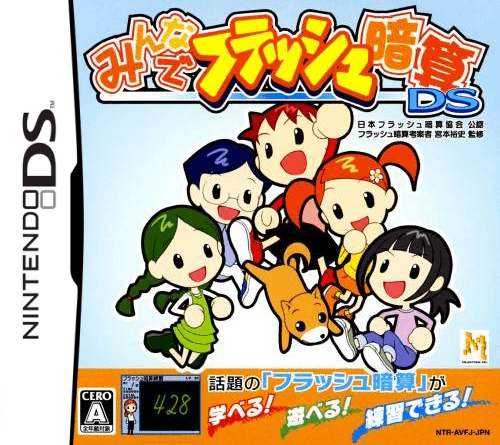 みんなで フラッシュ暗算
DS
日本フラッシュ暗算協会 公認
フラッシュ暗算考案者 宮本裕史 監修
NINTENDO DS™
話題の「フラッシュ暗算」が
学べる! 遊べる! 練習できる!
428
CERO
A
全年齢対象
NTR-AVFJ-JPN